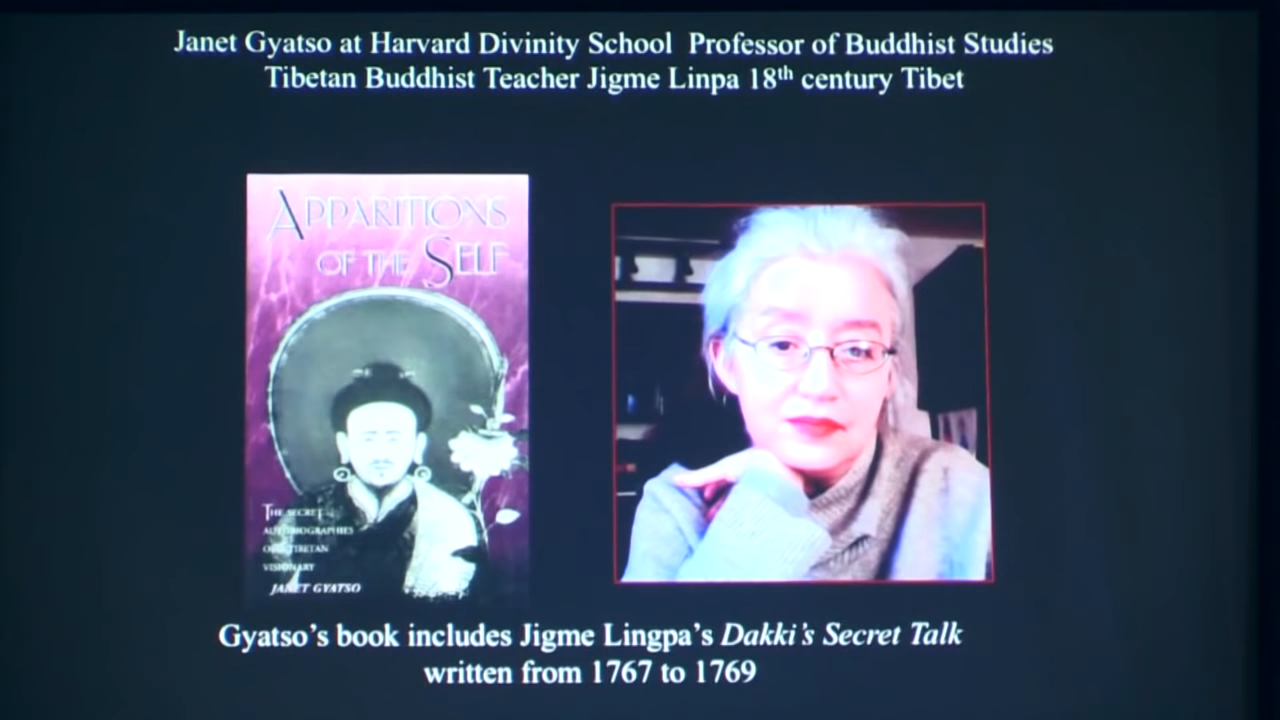 Janet Gyatso at Harvard Divinity School Professor of Buddhist Studies
Tibetan Buddhist Teacher Jigme Linpa 18th century Tibet
APPARITIONS
OF THE SELF
THE SECRET
AUTOBIOGRAPHIES
OF A TIBETAN
VISIONARY
JANET GYATSO
Gyatso's book includes Jigme Lingpa's Dakki's Secret Talk
written from 1767 to 1769